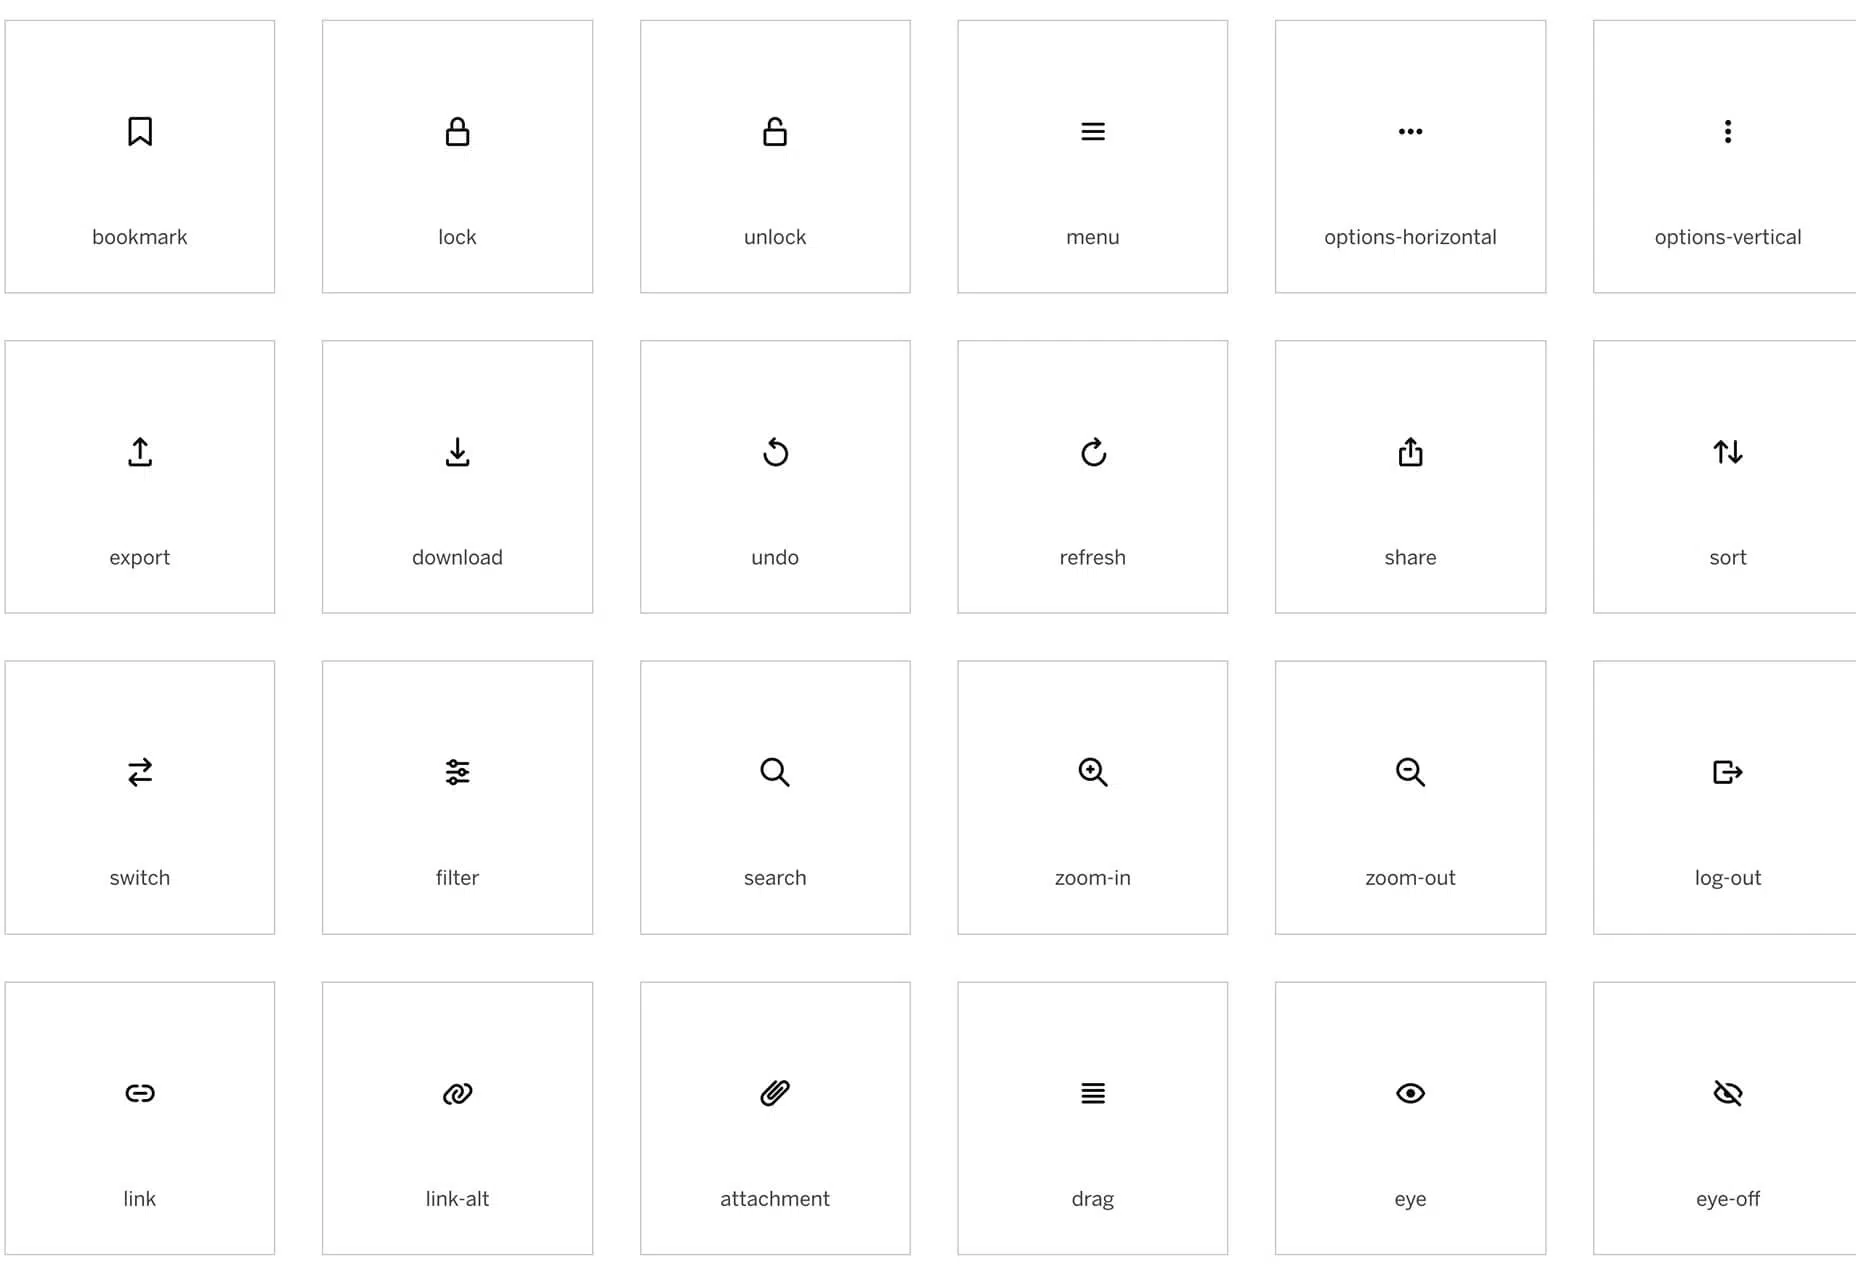 bookmark
lock
unlock
menu
options-horizontal
options-vertical
export
download
undo
refresh
share
sort
switch
filter
search
zoom-in
zoom-out
log-out
link
link-alt
attachment
drag
eye
eye-off